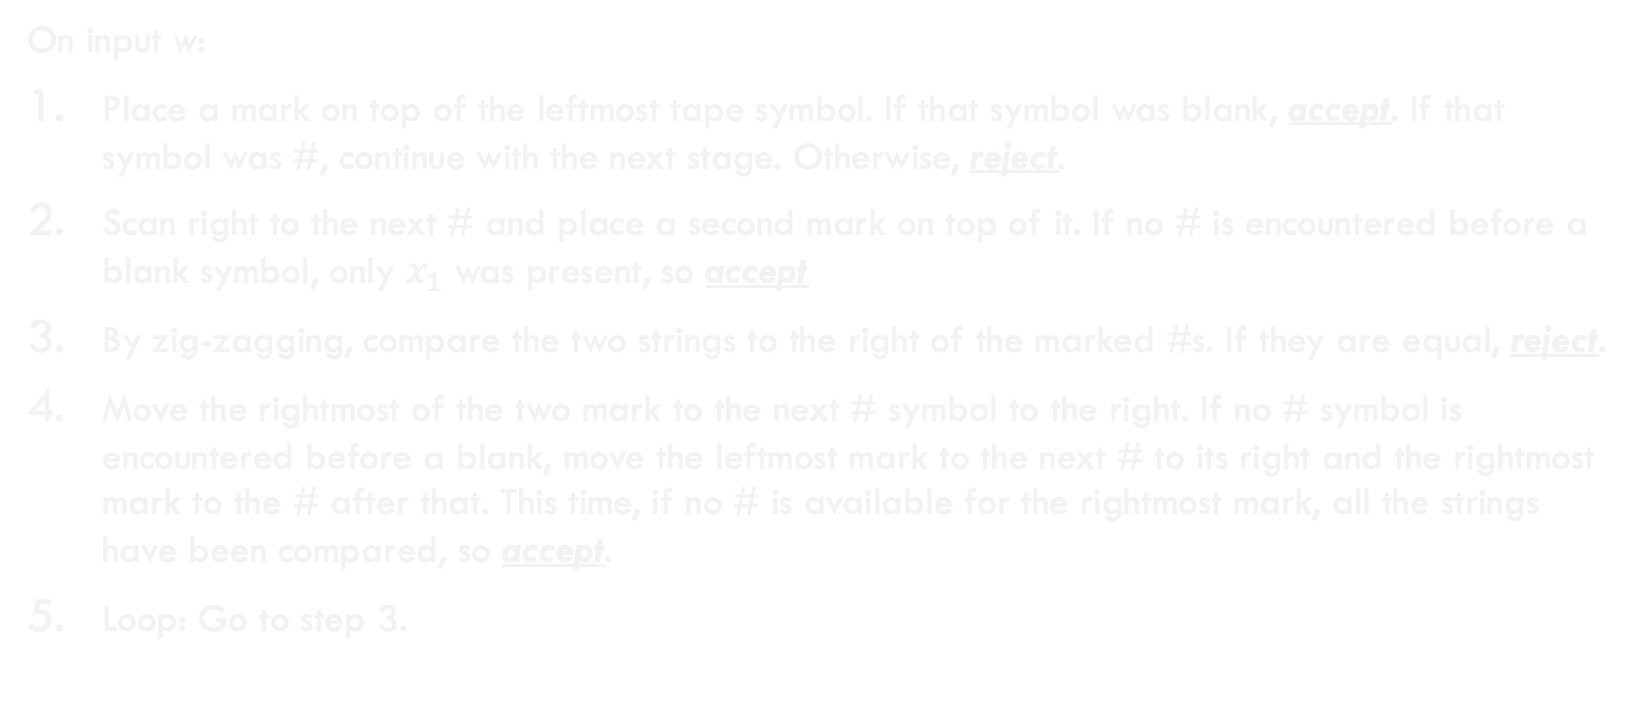 On input w:
1. Place a mark on top of the leftmost tape symbol. If that symbol was blank, accept. If that
symbol was #, continue with the next stage. Otherwise, reject.
2. Scan right to the next # and place a second mark on top of it. If no # is encountered before a
blank symbol, only x₁ was present, so accept
3. By zig-zagging, compare the two strings to the right of the marked #s. If they are equal, reject.
4. Move the rightmost of the two mark to the next # symbol to the right. If no # symbol is
encountered before a blank, move the leftmost mark to the next # to its right and the rightmost
mark to the # after that. This time, if no # is available for the rightmost mark, all the strings
have been compared, so accept.
5. Loop: Go to step 3.